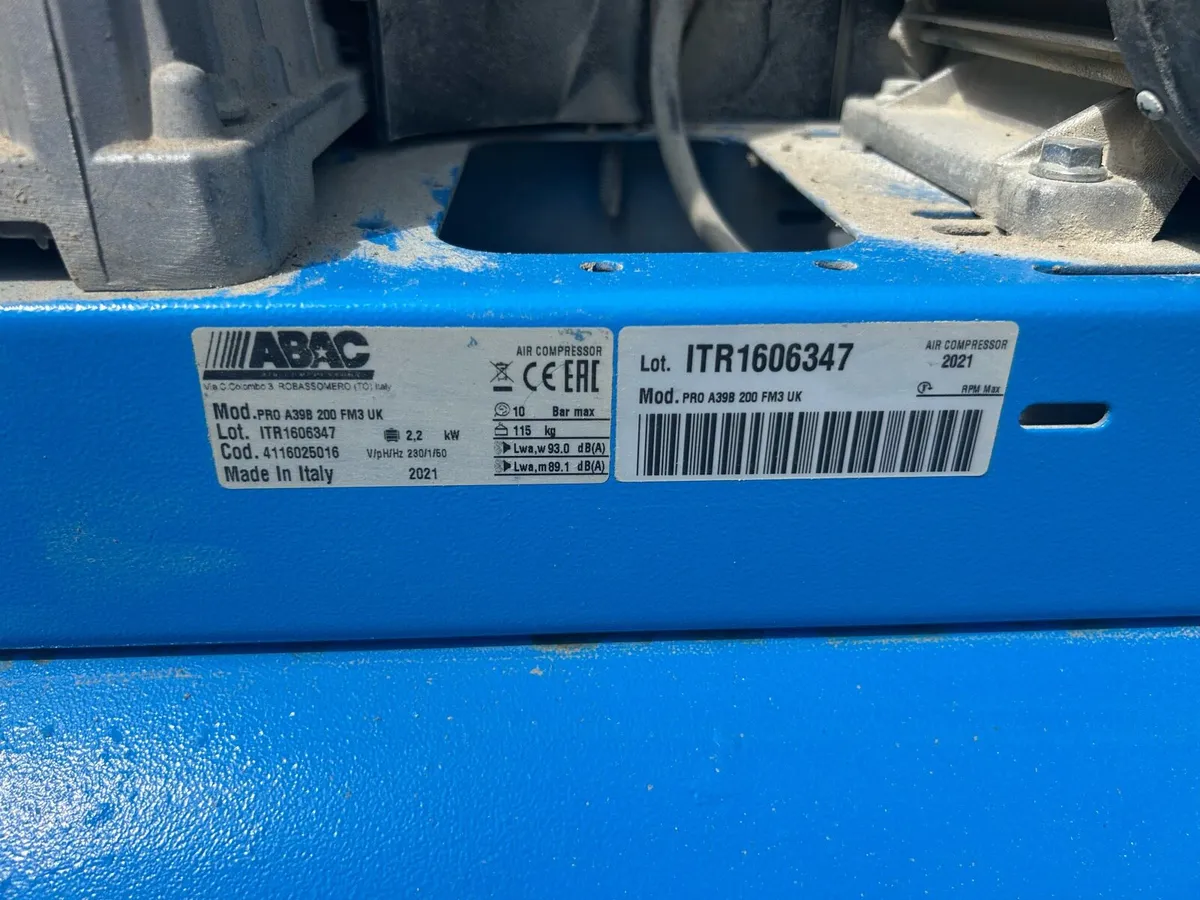 ABAC
AIR COMPRESSORS
Via C.Colombo 3. ROBASSOMERO (TO) Italy
Mod. PRO A39B 200 FM3 UK
Lot. ITR1606347 2,2 kW
Cod. 4116025016 V/pH/Hz 230/1/50
Made In Italy 2021
AIR COMPRESSOR
CE EAC
10 Bar max
115 kg
Lwa,w 93.0 dB(A)
Lwa,m 89.1 dB(A)
Lot. ITR1606347
AIR COMPRESSOR
2021
Mod. PRO A39B 200 FM3 UK
RPM Max